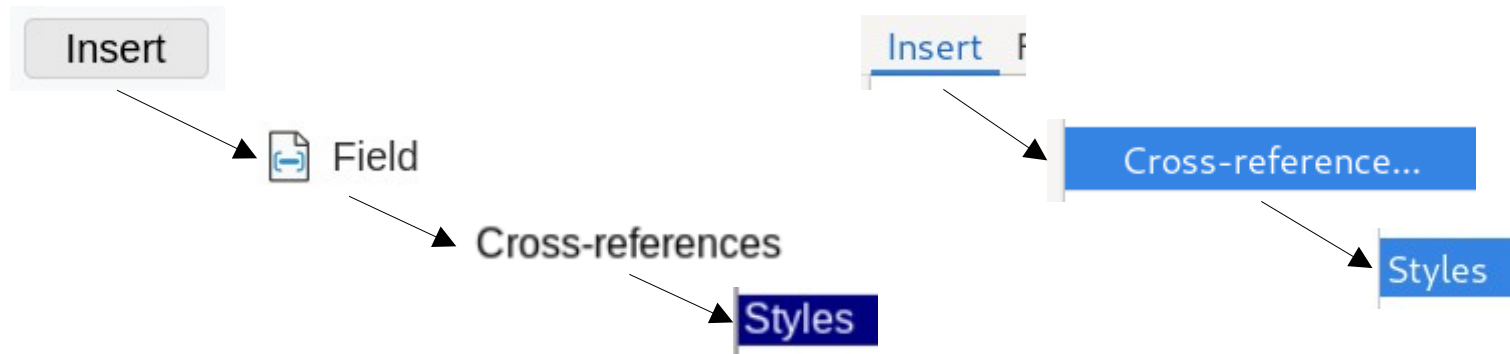 Insert
Field
Cross-references
Styles
Insert
Cross-reference...
Styles